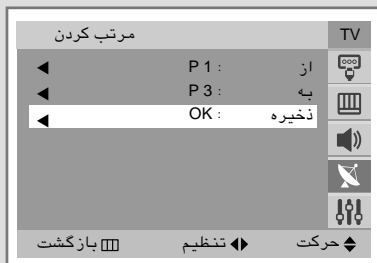 TV مرتب کردن
از : P 1
به : P 3
ذخیره : OK
حرکت تنظیم بازگشت